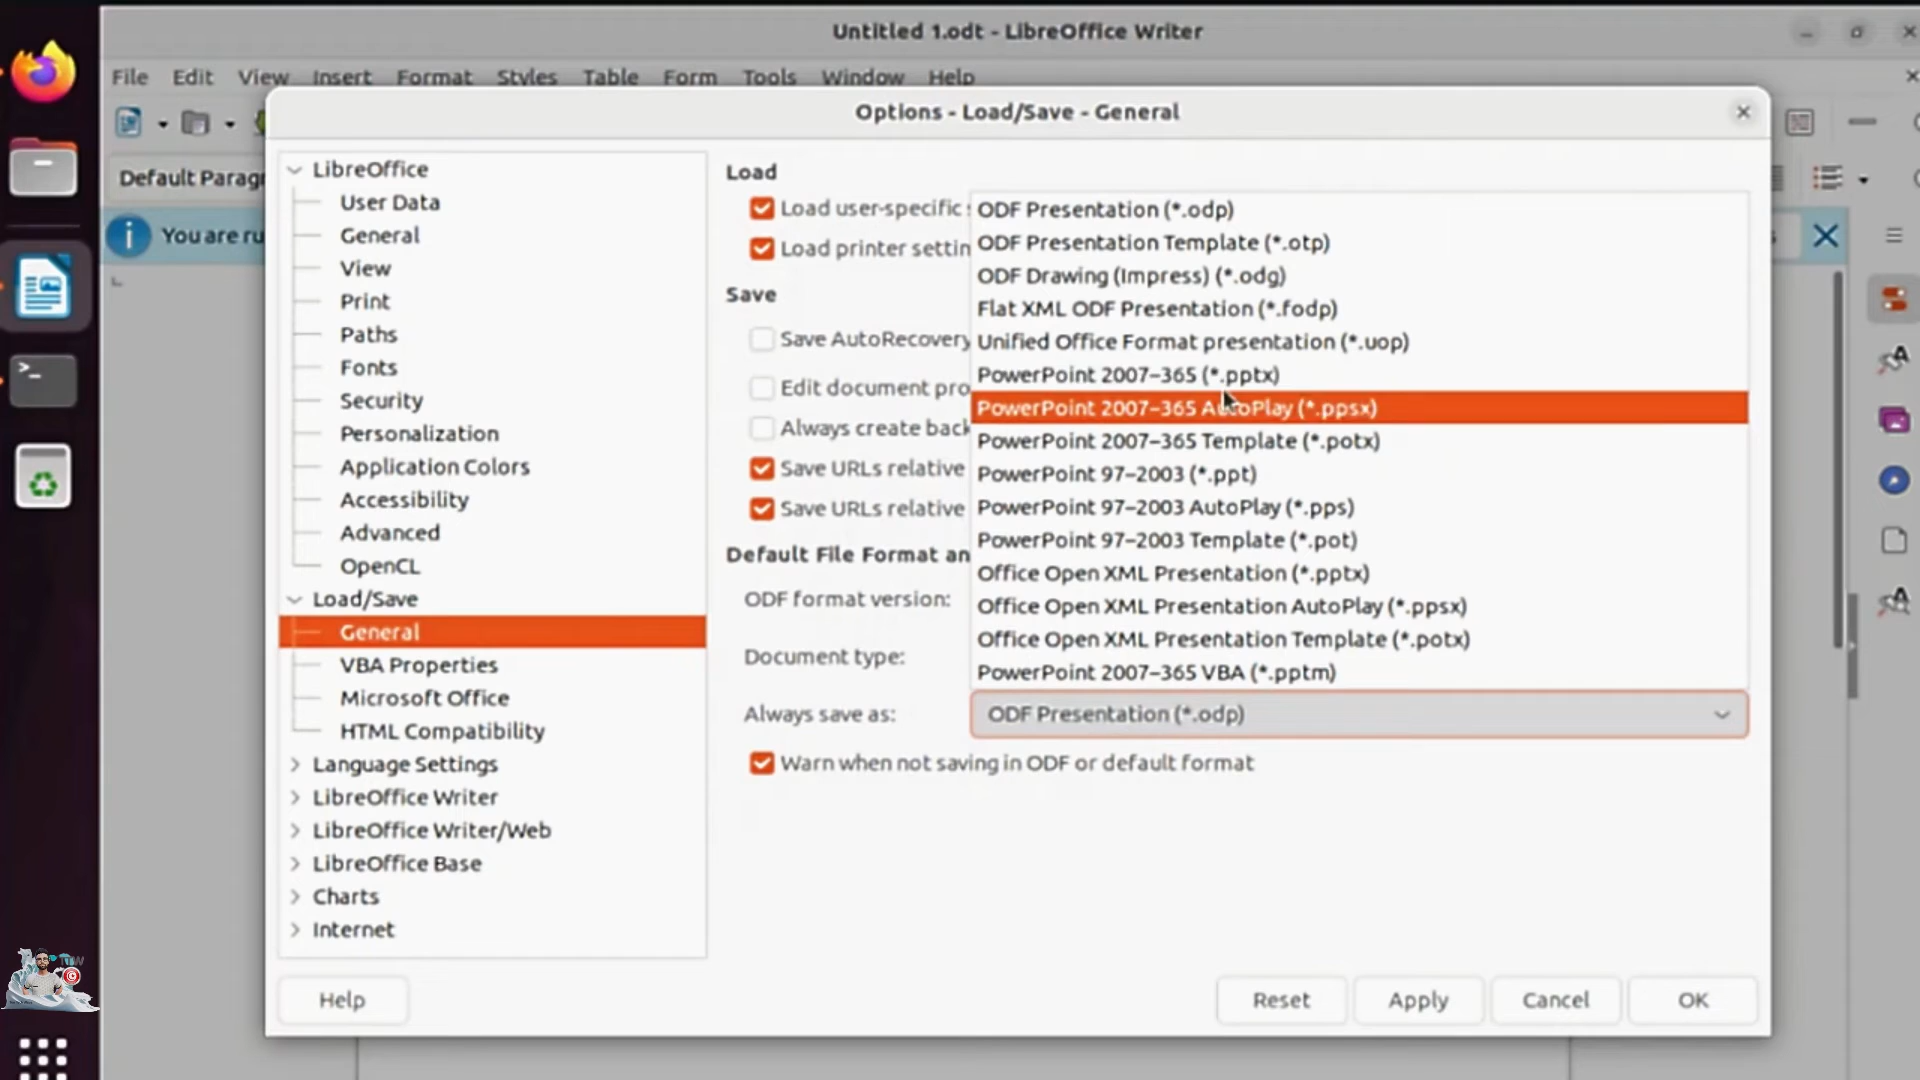 Untitled 1.odt - LibreOffice Writer
File Edit View Insert Format Styles Table Form Tools Window Help
Options - Load/Save - General
Default Paragr
You are ru
LibreOffice
User Data
General
View
Print
Paths
Fonts
Security
Personalization
Application Colors
Accessibility
Advanced
OpenCL
Load/Save
General
VBA Properties
Microsoft Office
HTML Compatibility
Language Settings
LibreOffice Writer
LibreOffice Writer/Web
LibreOffice Base
Charts
Internet
Load
Load user-specific
Load printer settin
Save
Save AutoRecovery
Edit document pro
Always create back
Save URLs relative
Save URLs relative
Default File Format an
ODF format version:
Document type:
ODF Presentation (*.odp)
ODF Presentation Template (*.otp)
ODF Drawing (Impress) (*.odg)
Flat XML ODF Presentation (*.fodp)
Unified Office Format presentation (*.uop)
PowerPoint 2007–365 (*.pptx)
PowerPoint 2007–365 AutoPlay (*.ppsx)
PowerPoint 2007–365 Template (*.potx)
PowerPoint 97–2003 (*.ppt)
PowerPoint 97–2003 AutoPlay (*.pps)
PowerPoint 97–2003 Template (*.pot)
Office Open XML Presentation (*.pptx)
Office Open XML Presentation AutoPlay (*.ppsx)
Office Open XML Presentation Template (*.potx)
PowerPoint 2007–365 VBA (*.pptm)
Always save as: ODF Presentation (*.odp)
Warn when not saving in ODF or default format
Help Reset Apply Cancel OK